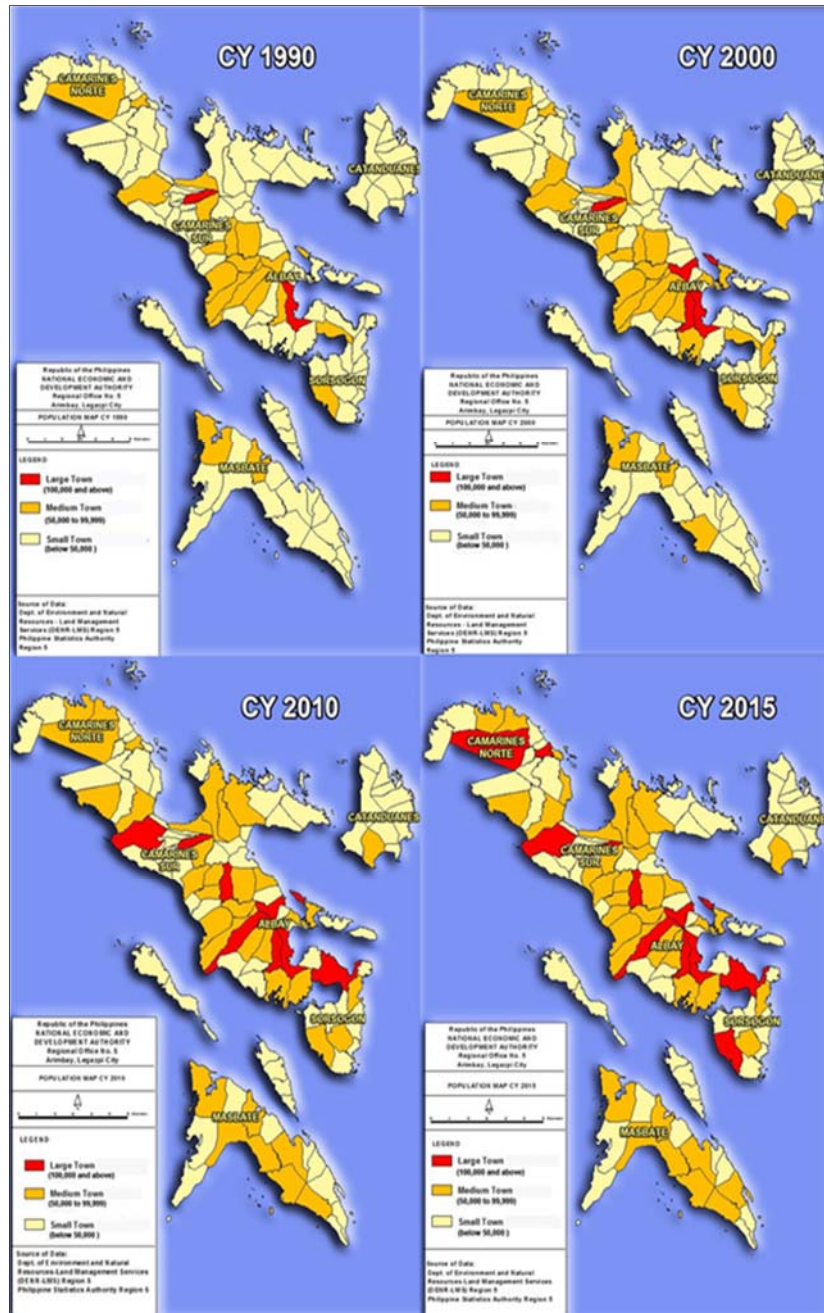 CY 1990
CAMARINES
NORTE
CATANDUANES
CAMARINES
SUR
ALBAY
SORSOGON
MASBATE
Republic of the Philippines
NATIONAL ECONOMIC AND
DEVELOPMENT AUTHORITY
Regional Office No. 5
Arimbay, Legazpi City
POPULATION MAP CY 1990
LEGEND
Large Town
(100,000 and above)
Medium Town
(50,000 to 99,999)
Small Town
(below 50,000 )
Source of Data:
Dept. of Environment and Natural
Resources - Land Management
Services (DENR-LMS) Region 5
Philippine Statistics Authority
Region 5
CY 2000
CAMARINES
NORTE
CATANDUANES
CAMARINES
SUR
ALBAY
SORSOGON
MASBATE
Republic of the Philippines
NATIONAL ECONOMIC AND
DEVELOPMENT AUTHORITY
Regional Office No. 5
Arimbay, Legazpi City
POPULATION MAP CY 2000
LEGEND
Large Town
(100,000 and above)
Medium Town
(50,000 to 99,999)
Small Town
(below 50,000 )
Source of Data:
Dept. of Environment and Natural
Resources - Land Management
Services (DENR-LMS) Region 5
Philippine Statistics Authority
Region 5
CY 2010
CAMARINES
NORTE
CATANDUANES
CAMARINES
SUR
ALBAY
SORSOGON
MASBATE
Republic of the Philippines
NATIONAL ECONOMIC AND
DEVELOPMENT AUTHORITY
Regional Office No. 5
Arimbay, Legazpi City
POPULATION MAP CY 2010
LEGEND
Large Town
(100,000 and above)
Medium Town
(50,000 to 99,999)
Small Town
(below 50,000 )
Source of Data:
Dept. of Environment and Natural
Resources-Land Management Services
(DENR-LMS) Region 5
Philippine Statistics Authority Region 5
CY 2015
CAMARINES
NORTE
CATANDUANES
CAMARINES
SUR
ALBAY
SORSOGON
MASBATE
Republic of the Philippines
NATIONAL ECONOMIC AND
DEVELOPMENT AUTHORITY
Regional Office No. 5
Arimbay, Legazpi City
POPULATION MAP CY 2015
LEGEND
Large Town
(100,000 and above)
Medium Town
(50,000 to 99,999)
Small Town
(below 50,000 )
Source of Data:
Dept. of Environment and Natural
Resources-Land Management Services
(DENR-LMS) Region 5
Philippine Statistics Authority Region 5